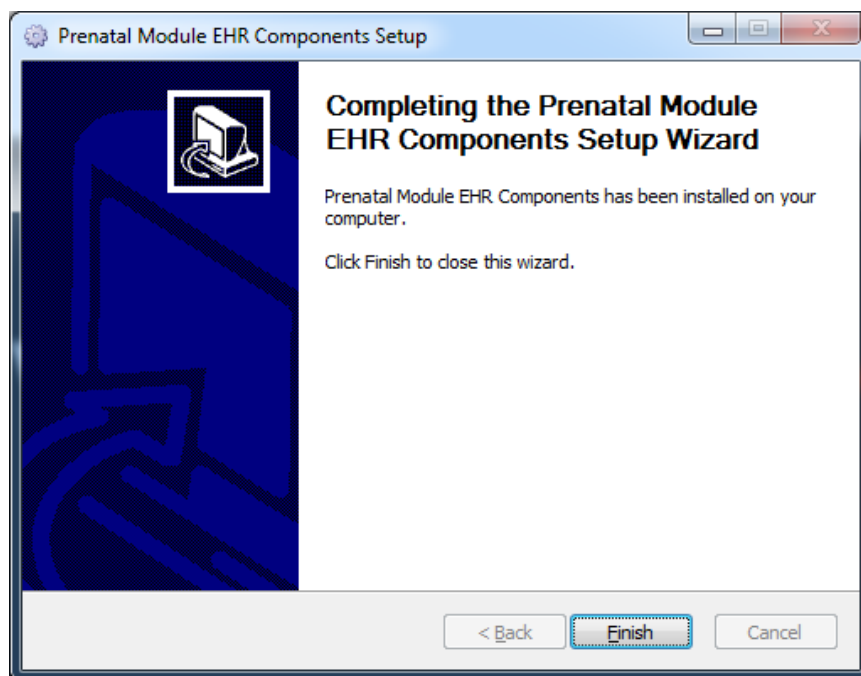 Prenatal Module EHR Components Setup
Completing the Prenatal Module
EHR Components Setup Wizard
Prenatal Module EHR Components has been installed on your
computer.
Click Finish to close this wizard.
< Back
Finish
Cancel